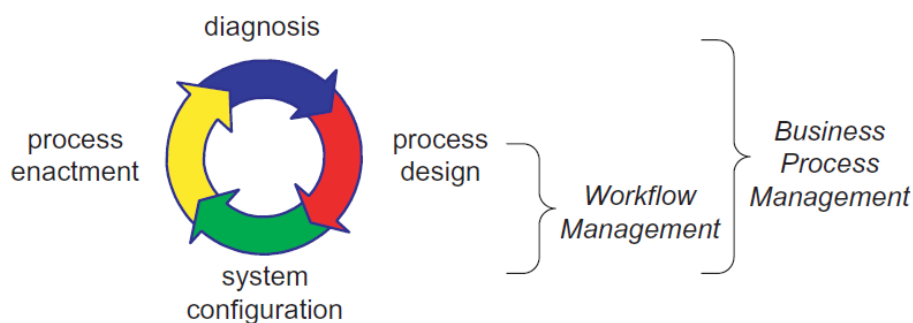 diagnosis
process
enactment
process
design
system
configuration
Workflow
Management
Business
Process
Management